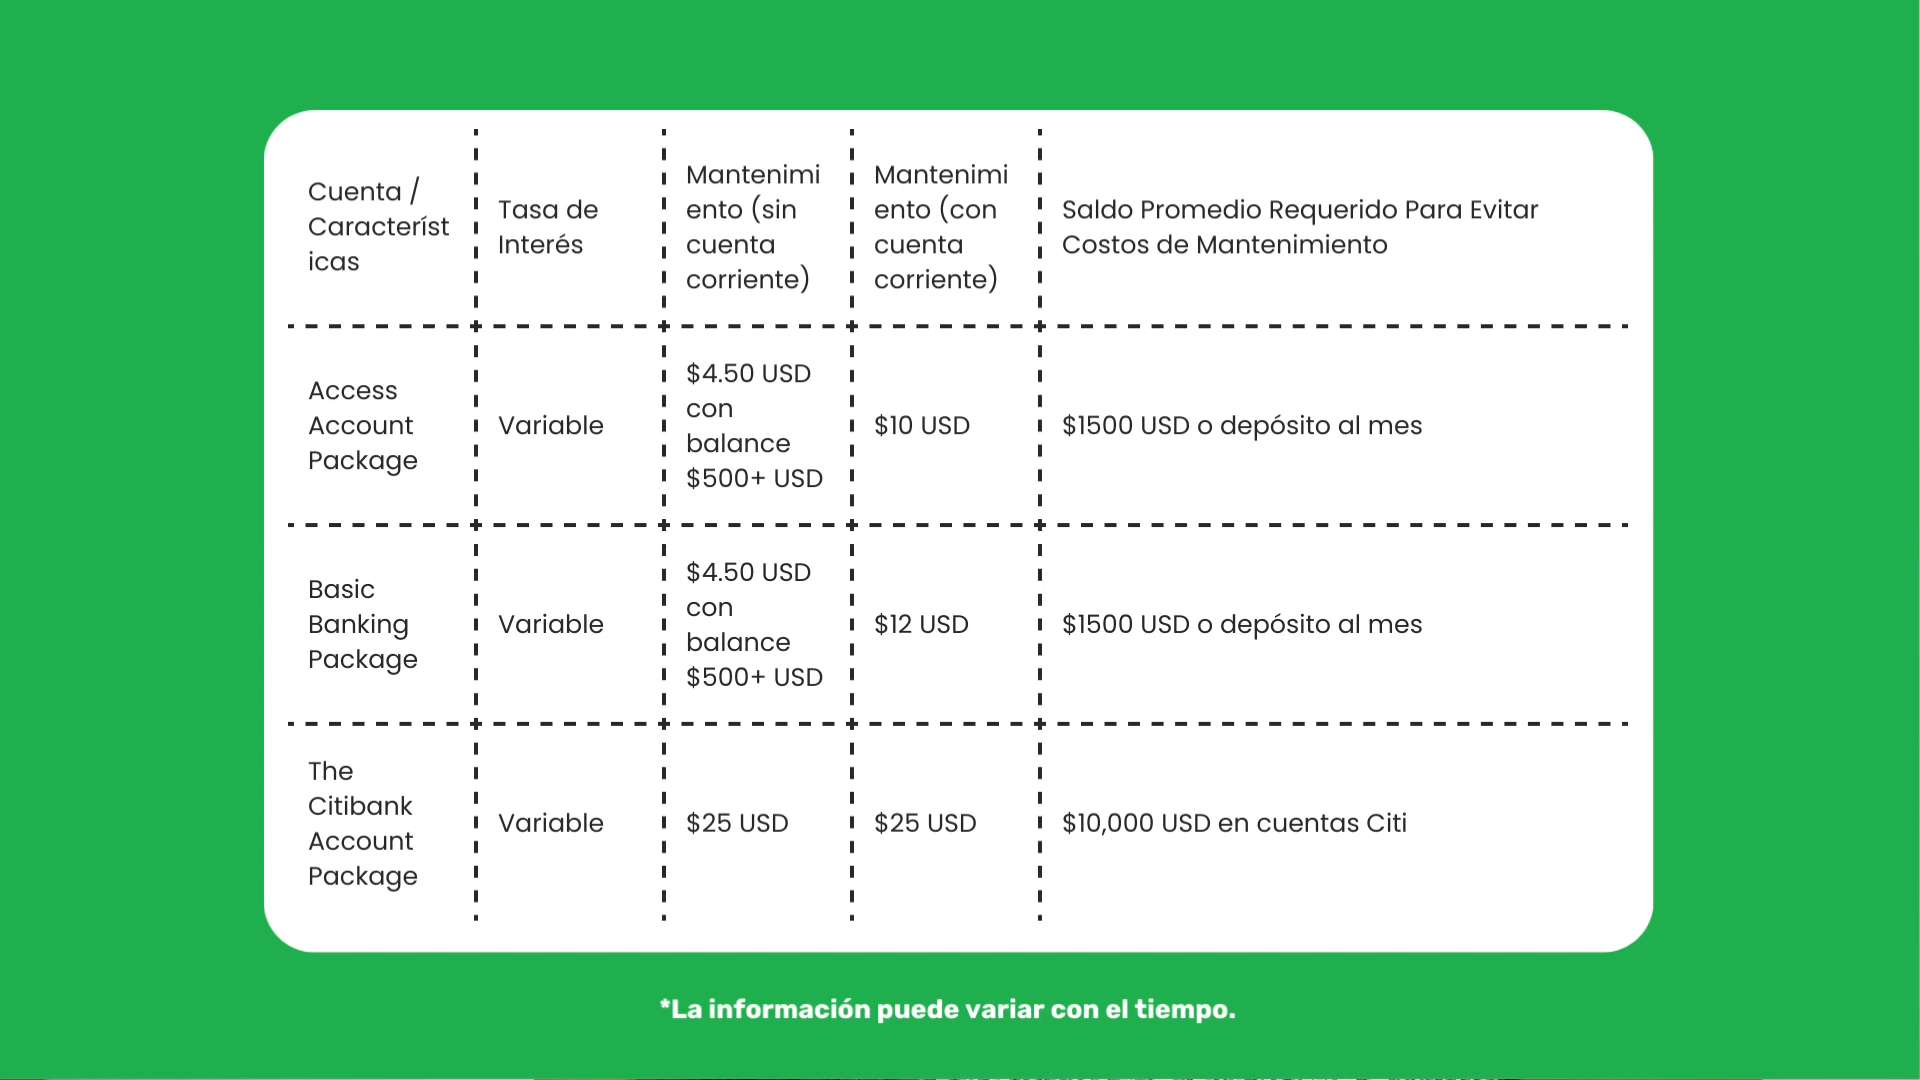 Cuenta /
Característ
icas
Tasa de
Interés
Mantenimi
ento (sin
cuenta
corriente)
Mantenimi
ento (con
cuenta
corriente)
Saldo Promedio Requerido Para Evitar
Costos de Mantenimiento
Access
Account
Package
Variable
$4.50 USD
con
balance
$500+ USD
$10 USD
$1500 USD o depósito al mes
Basic
Banking
Package
Variable
$4.50 USD
con
balance
$500+ USD
$12 USD
$1500 USD o depósito al mes
The
Citibank
Account
Package
Variable
$25 USD
$25 USD
$10,000 USD en cuentas Citi
*La información puede variar con el tiempo.